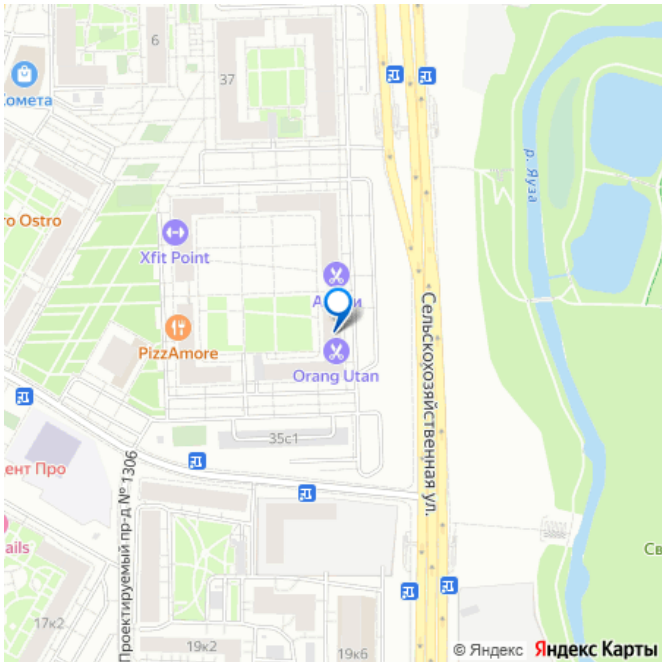 6
37
Комета
р. Яуза
ro Ostro
Xfit Point
PizzAmore
Orang Utan
Сельскохозяйственная ул.
35с1
Проектируемый пр-д № 1306
дент Про
ails
Св
17к2
19к2
19к6
© Яндекс Яндекс Карты